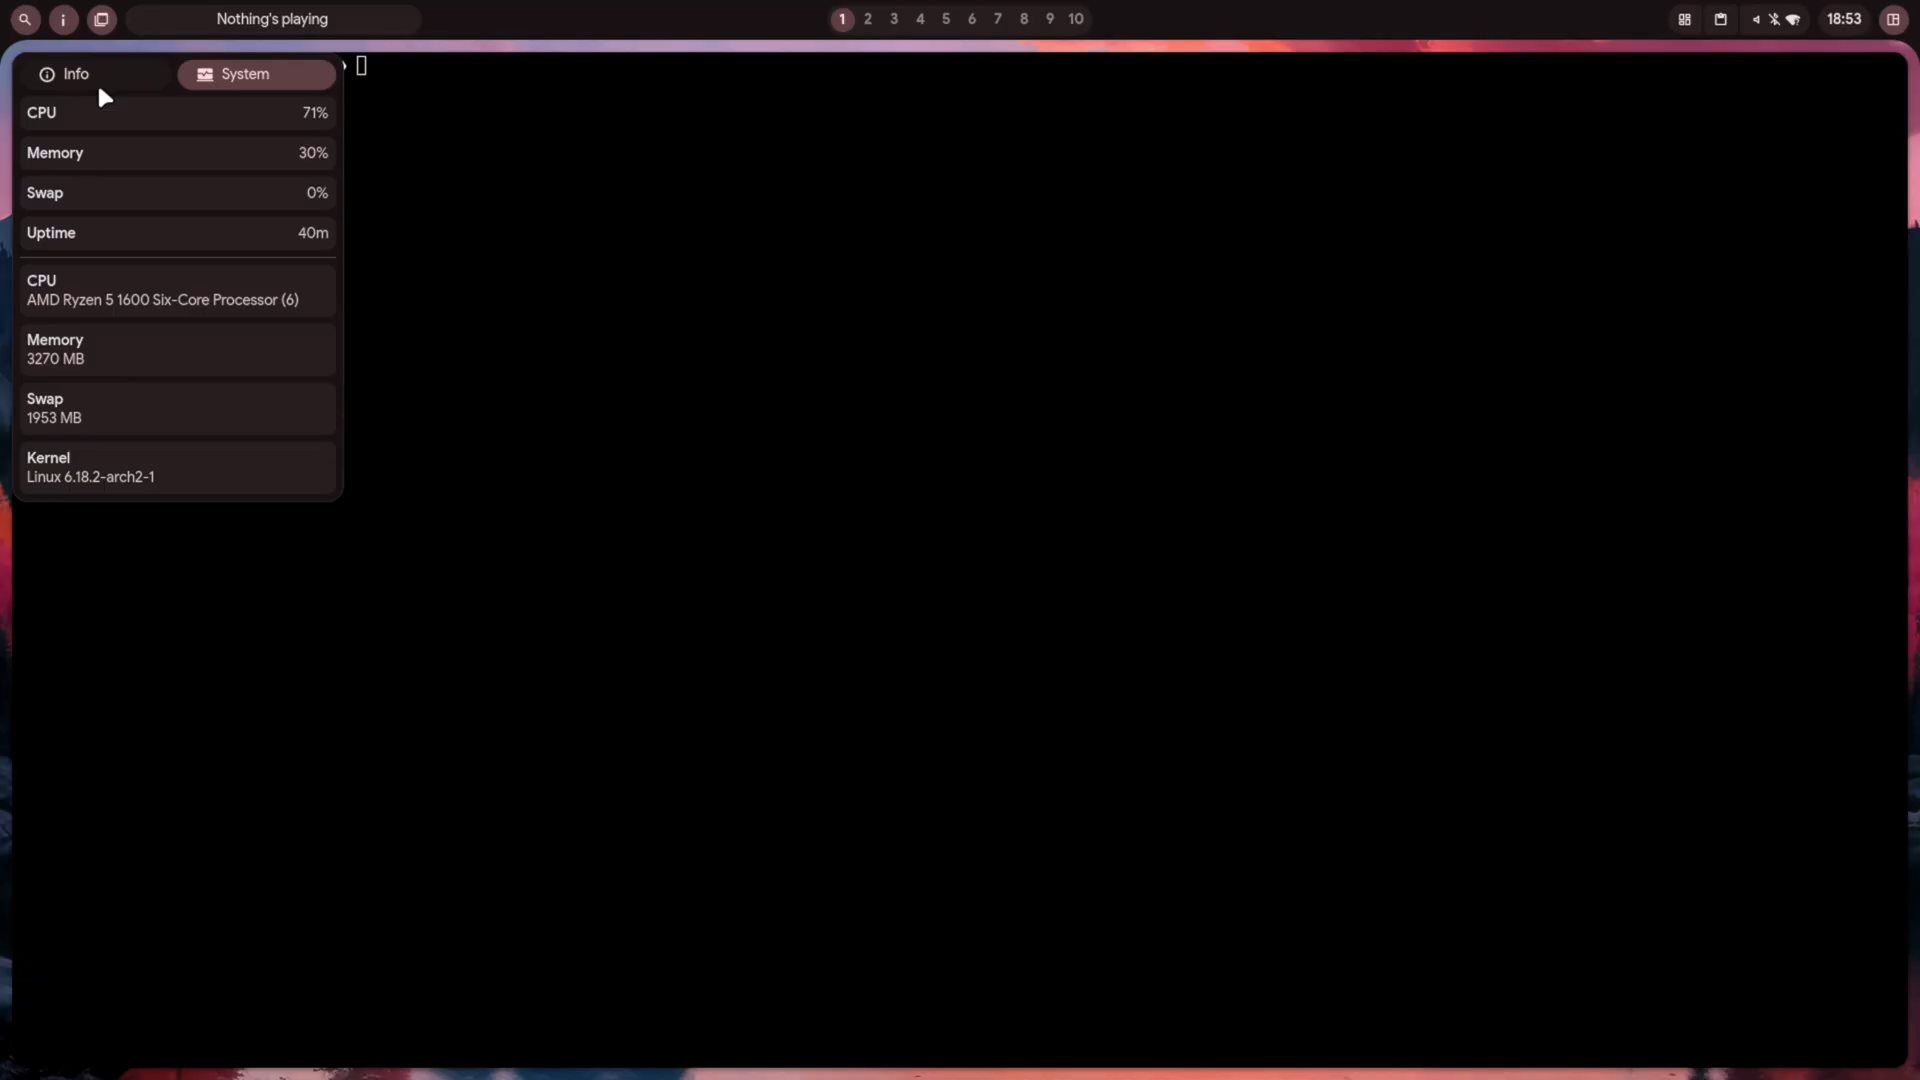 Nothing's playing
1 2 3 4 5 6 7 8 9 10
18:53
Info
System
CPU 71%
Memory 30%
Swap 0%
Uptime 40m
CPU
AMD Ryzen 5 1600 Six-Core Processor (6)
Memory
3270 MB
Swap
1953 MB
Kernel
Linux 6.18.2-arch2-1